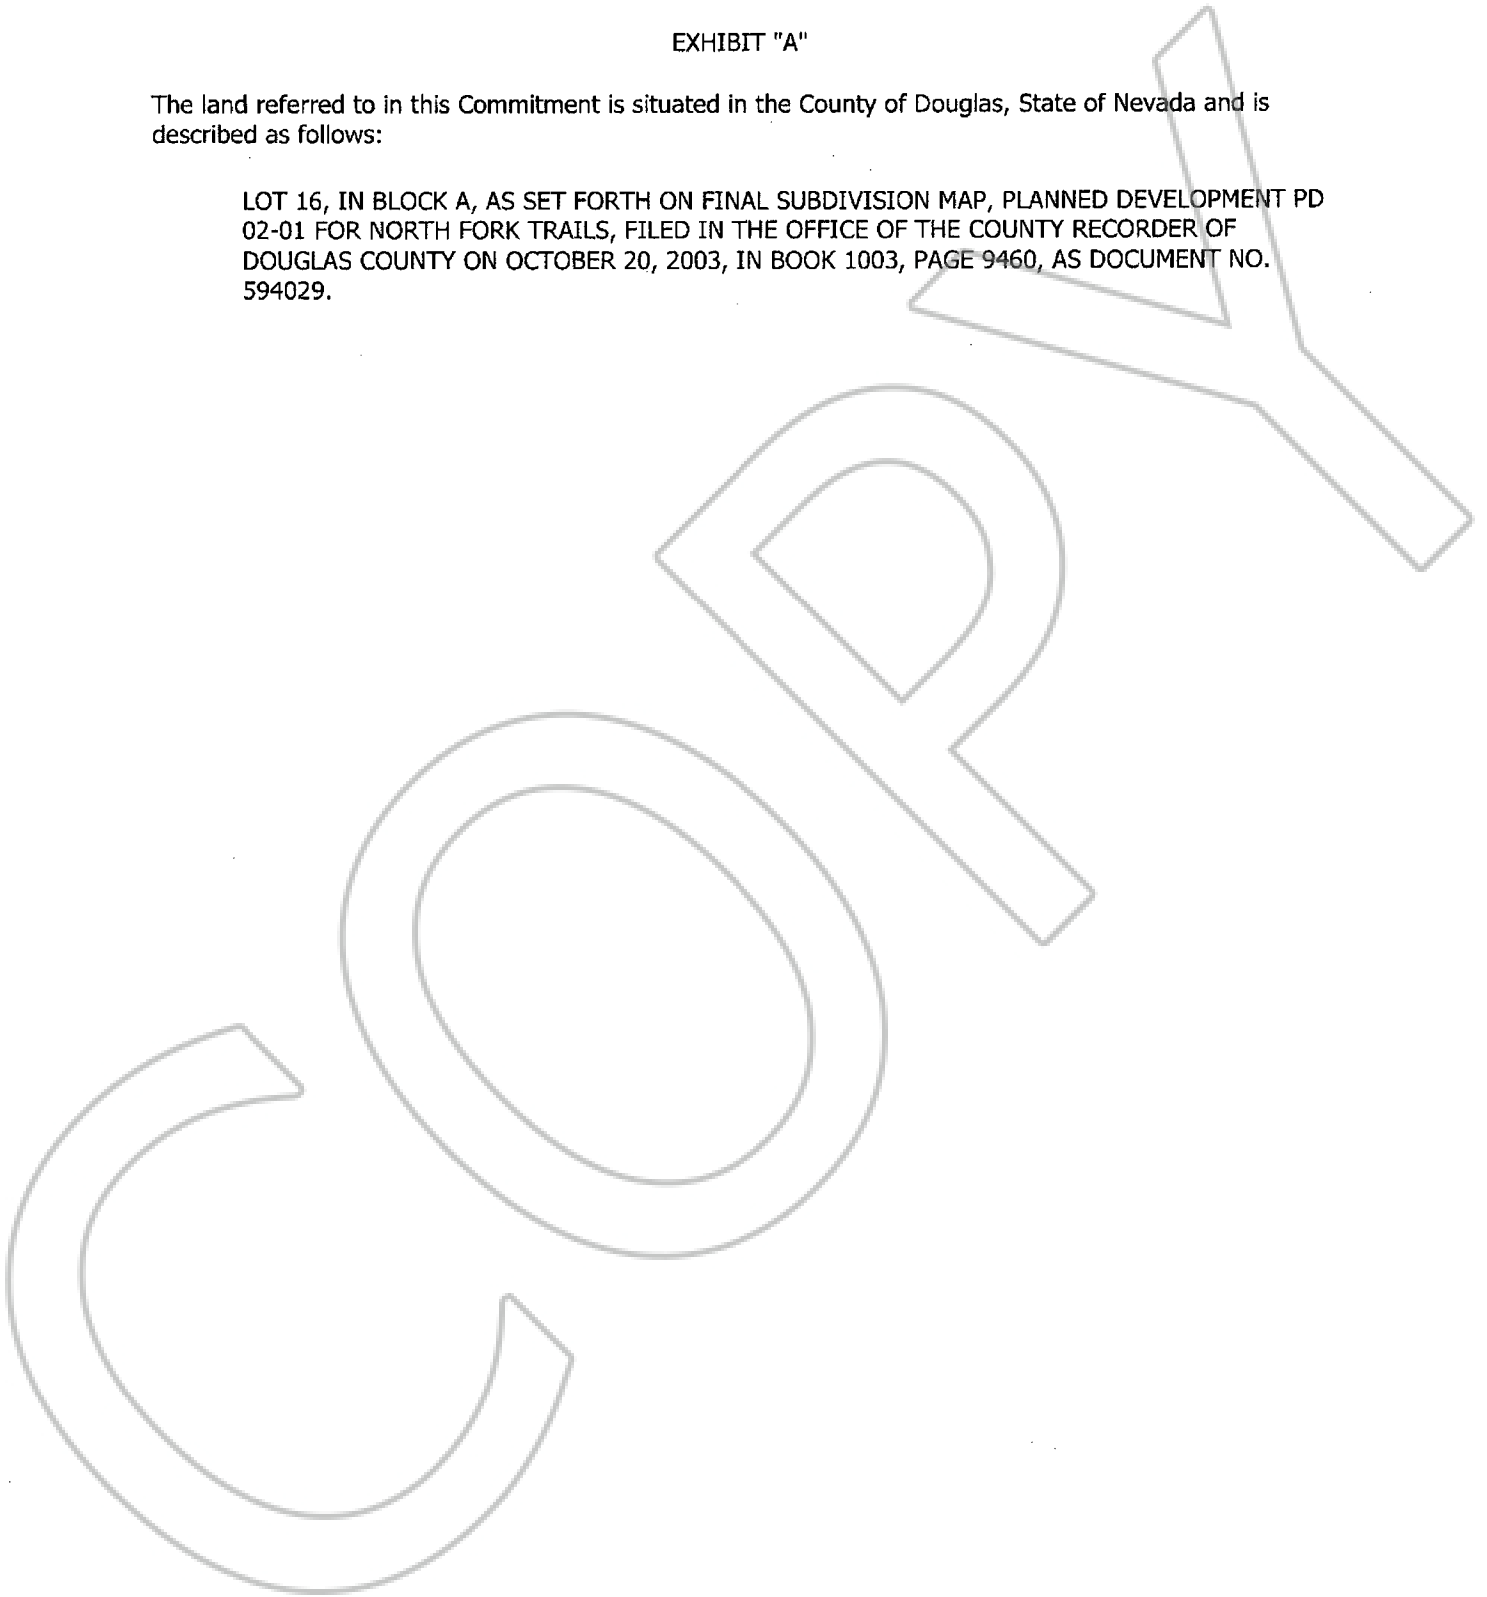 EXHIBIT "A"
The land referred to in this Commitment is situated in the County of Douglas, State of Nevada and is
described as follows:
LOT 16, IN BLOCK A, AS SET FORTH ON FINAL SUBDIVISION MAP, PLANNED DEVELOPMENT PD
02-01 FOR NORTH FORK TRAILS, FILED IN THE OFFICE OF THE COUNTY RECORDER OF
DOUGLAS COUNTY ON OCTOBER 20, 2003, IN BOOK 1003, PAGE 9460, AS DOCUMENT NO.
594029.
COPY